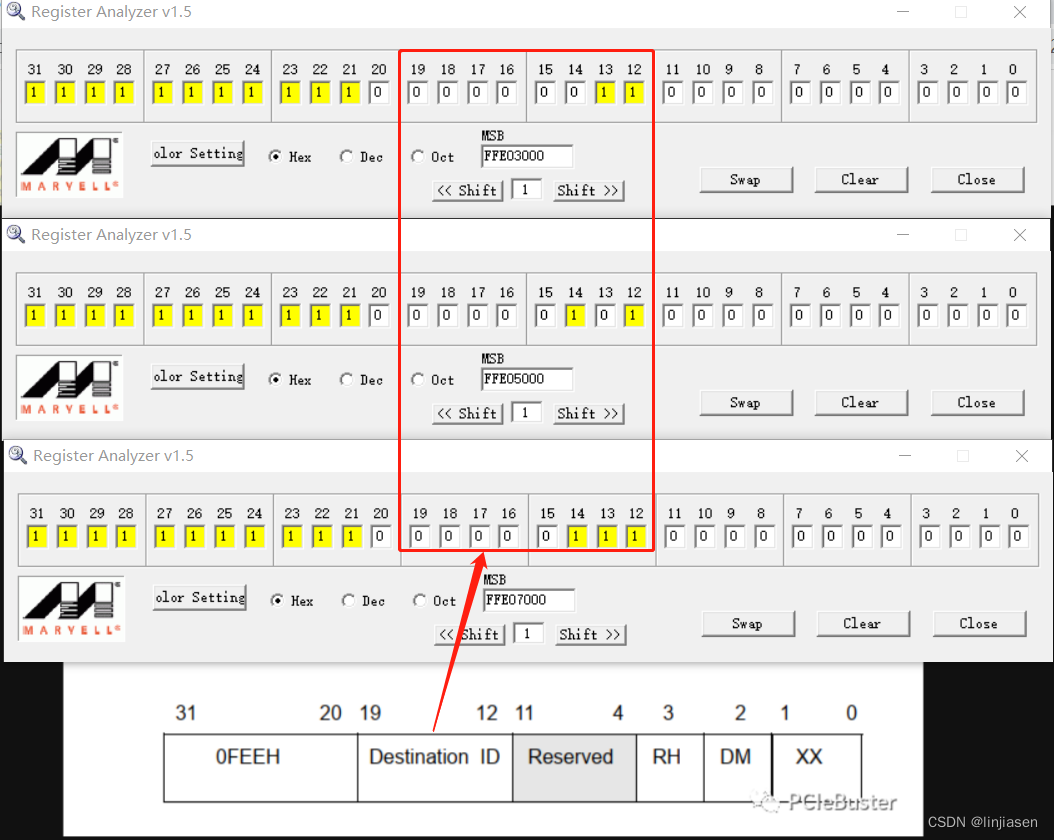 Register Analyzer v1.5
31 30 29 28 27 26 25 24 23 22 21 20 19 18 17 16 15 14 13 12 11 10 9 8 7 6 5 4 3 2 1 0
1 1 1 1 1 1 1 1 1 1 1 0 0 0 0 0 0 0 1 1 0 0 0 0 0 0 0 0 0 0 0 0
MSB
MARVELL® olor Setting Hex Dec Oct FFE03000
<< Shift 1 Shift >> Swap Clear Close
Register Analyzer v1.5
31 30 29 28 27 26 25 24 23 22 21 20 19 18 17 16 15 14 13 12 11 10 9 8 7 6 5 4 3 2 1 0
1 1 1 1 1 1 1 1 1 1 1 0 0 0 0 0 0 1 0 1 0 0 0 0 0 0 0 0 0 0 0 0
MSB
MARVELL® olor Setting Hex Dec Oct FFE05000
<< Shift 1 Shift >> Swap Clear Close
Register Analyzer v1.5
31 30 29 28 27 26 25 24 23 22 21 20 19 18 17 16 15 14 13 12 11 10 9 8 7 6 5 4 3 2 1 0
1 1 1 1 1 1 1 1 1 1 1 0 0 0 0 0 0 1 1 1 0 0 0 0 0 0 0 0 0 0 0 0
MSB
MARVELL® olor Setting Hex Dec Oct FFE07000
<< Shift 1 Shift >> Swap Clear Close
31 20 19 12 11 4 3 2 1 0
0FEEH Destination ID Reserved RH DM XX
PCIeBuster
CSDN @linjiasen